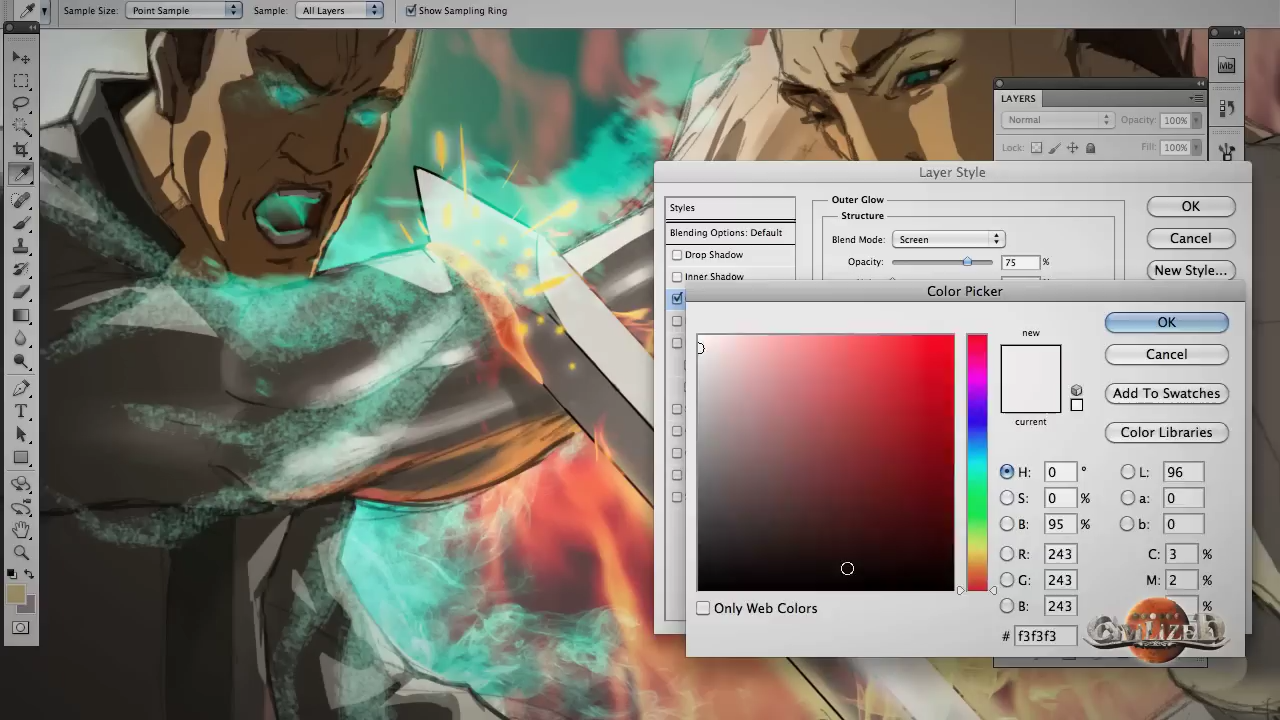 Sample Size: Point Sample Sample: All Layers Show Sampling Ring
Mb
LAYERS
Normal Opacity: 100%
Lock: Fill: 100%
Layer Style
Styles
Blending Options: Default
Drop Shadow
Inner Shadow
Outer Glow
Structure
Blend Mode: Screen
Opacity: 75 %
OK
Cancel
New Style...
Color Picker
new
current
OK
Cancel
Add To Swatches
Color Libraries
H: 0 °
S: 0 %
B: 95 %
R: 243
G: 243
B: 243
# f3f3f3
L: 96
a: 0
b: 0
C: 3 %
M: 2 %
%
Only Web Colors
T